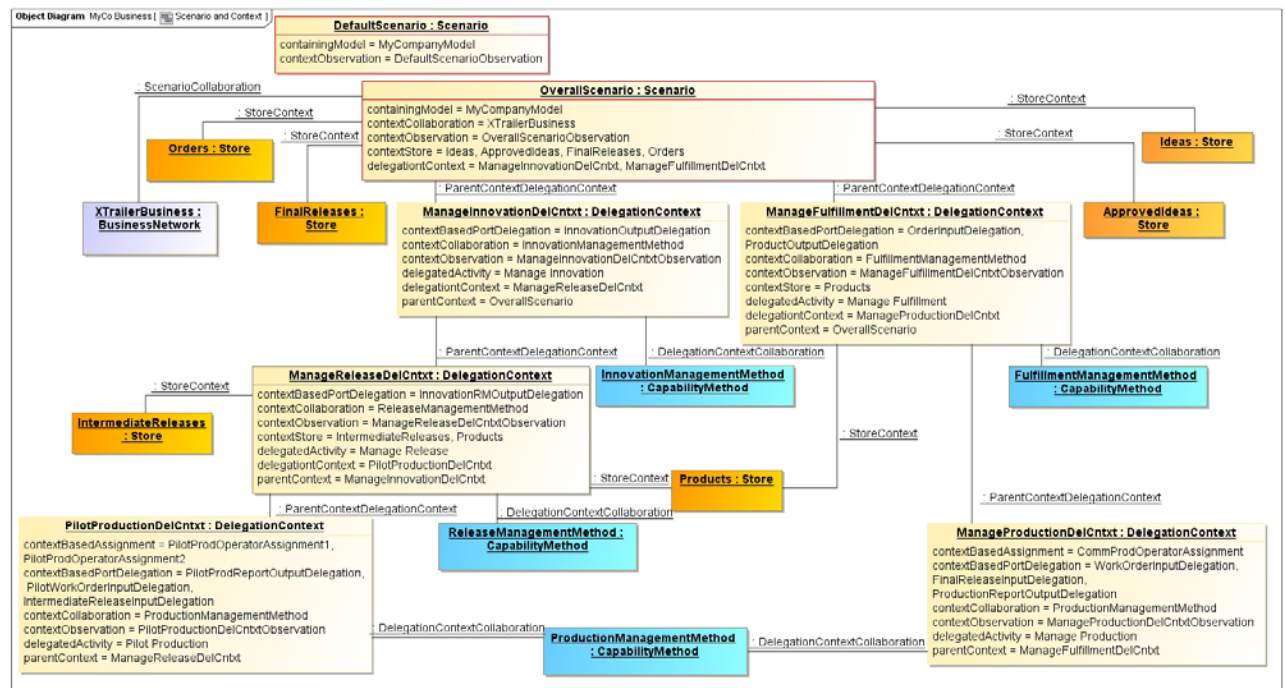 Object Diagram MyCo Business [ Scenario and Context ]
DefaultScenario : Scenario
containingModel = MyCompanyModel
contextObservation = DefaultScenarioObservation
: ScenarioCollaboration
OverallScenario : Scenario
containingModel = MyCompanyModel
contextCollaboration = XTrailerBusiness
contextObservation = OverallScenarioObservation
contextStore = Ideas, ApprovedIdeas, FinalReleases, Orders
delegationtContext = ManageInnovationDelCntxt, ManageFulfillmentDelCntxt
: StoreContext
: StoreContext
: StoreContext
: StoreContext
Orders : Store
Ideas : Store
XTrailerBusiness :
BusinessNetwork
FinalReleases :
Store
ApprovedIdeas :
Store
: ParentContextDelegationContext
: ParentContextDelegationContext
ManageInnovationDelCntxt : DelegationContext
contextBasedPortDelegation = InnovationOutputDelegation
contextCollaboration = InnovationManagementMethod
contextObservation = ManageInnovationDelCntxtObservation
delegatedActivity = Manage Innovation
delegationtContext = ManageReleaseDelCntxt
parentContext = OverallScenario
ManageFulfillmentDelCntxt : DelegationContext
contextBasedPortDelegation = OrderInputDelegation,
ProductOutputDelegation
contextCollaboration = FulfillmentManagementMethod
contextObservation = ManageFulfillmentDelCntxtObservation
contextStore = Products
delegatedActivity = Manage Fulfillment
delegationtContext = ManageProductionDelCntxt
parentContext = OverallScenario
: ParentContextDelegationContext
: DelegationContextCollaboration
: DelegationContextCollaboration
InnovationManagementMethod
: CapabilityMethod
FulfillmentManagementMethod
: CapabilityMethod
: StoreContext
IntermediateReleases
: Store
ManageReleaseDelCntxt : DelegationContext
contextBasedPortDelegation = InnovationRMOutputDelegation
contextCollaboration = ReleaseManagementMethod
contextObservation = ManageReleaseDelCntxtObservation
contextStore = IntermediateReleases, Products
delegatedActivity = Manage Release
delegationtContext = PilotProductionDelCntxt
parentContext = ManageInnovationDelCntxt
: StoreContext
: StoreContext
Products : Store
: ParentContextDelegationContext
: DelegationContextCollaboration
: ParentContextDelegationContext
ReleaseManagementMethod :
CapabilityMethod
PilotProductionDelCntxt : DelegationContext
contextBasedAssignment = PilotProdOperatorAssignment1,
PilotProdOperatorAssignment2
contextBasedPortDelegation = PilotProdReportOutputDelegation,
PilotWorkOrderInputDelegation,
IntermediateReleaseInputDelegation
contextCollaboration = ProductionManagementMethod
contextObservation = PilotProductionDelCntxtObservation
delegatedActivity = Pilot Production
parentContext = ManageReleaseDelCntxt
ManageProductionDelCntxt : DelegationContext
contextBasedAssignment = CommProdOperatorAssignment
contextBasedPortDelegation = WorkOrderInputDelegation,
FinalReleaseInputDelegation,
ProductionReportOutputDelegation
contextCollaboration = ProductionManagementMethod
contextObservation = ManageProductionDelCntxtObservation
delegatedActivity = Manage Production
parentContext = ManageFulfillmentDelCntxt
: DelegationContextCollaboration
ProductionManagementMethod
: CapabilityMethod
: DelegationContextCollaboration